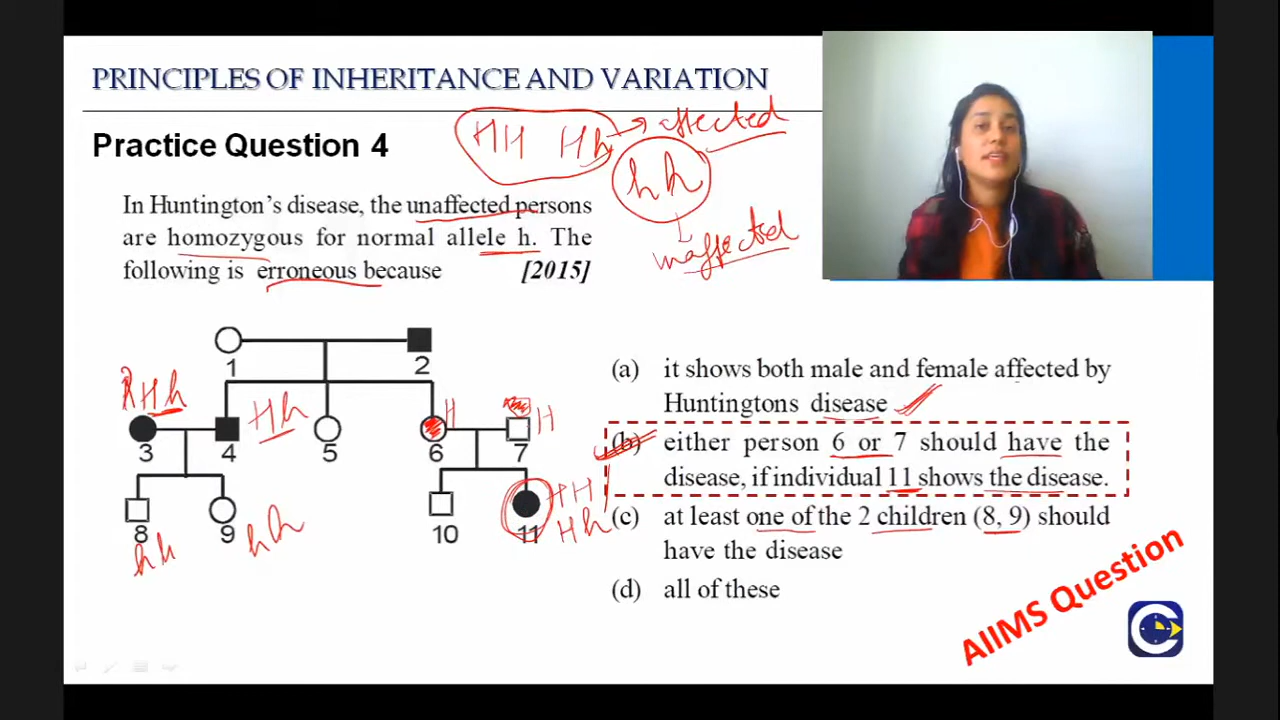 PRINCIPLES OF INHERITANCE AND VARIATION
Practice Question 4
HH Hh → affected
hh
unaffected
In Huntington's disease, the unaffected persons
are homozygous for normal allele h. The
following is erroneous because [2015]
1 2
Hh Hh H H
3 4 5 6 7
HH
Hh
8 9 10 11
hh hh
(a) it shows both male and female affected by
Huntingtons disease
(b) either person 6 or 7 should have the
disease, if individual 11 shows the disease.
(c) at least one of the 2 children (8, 9) should
have the disease
(d) all of these
AIIMS Question